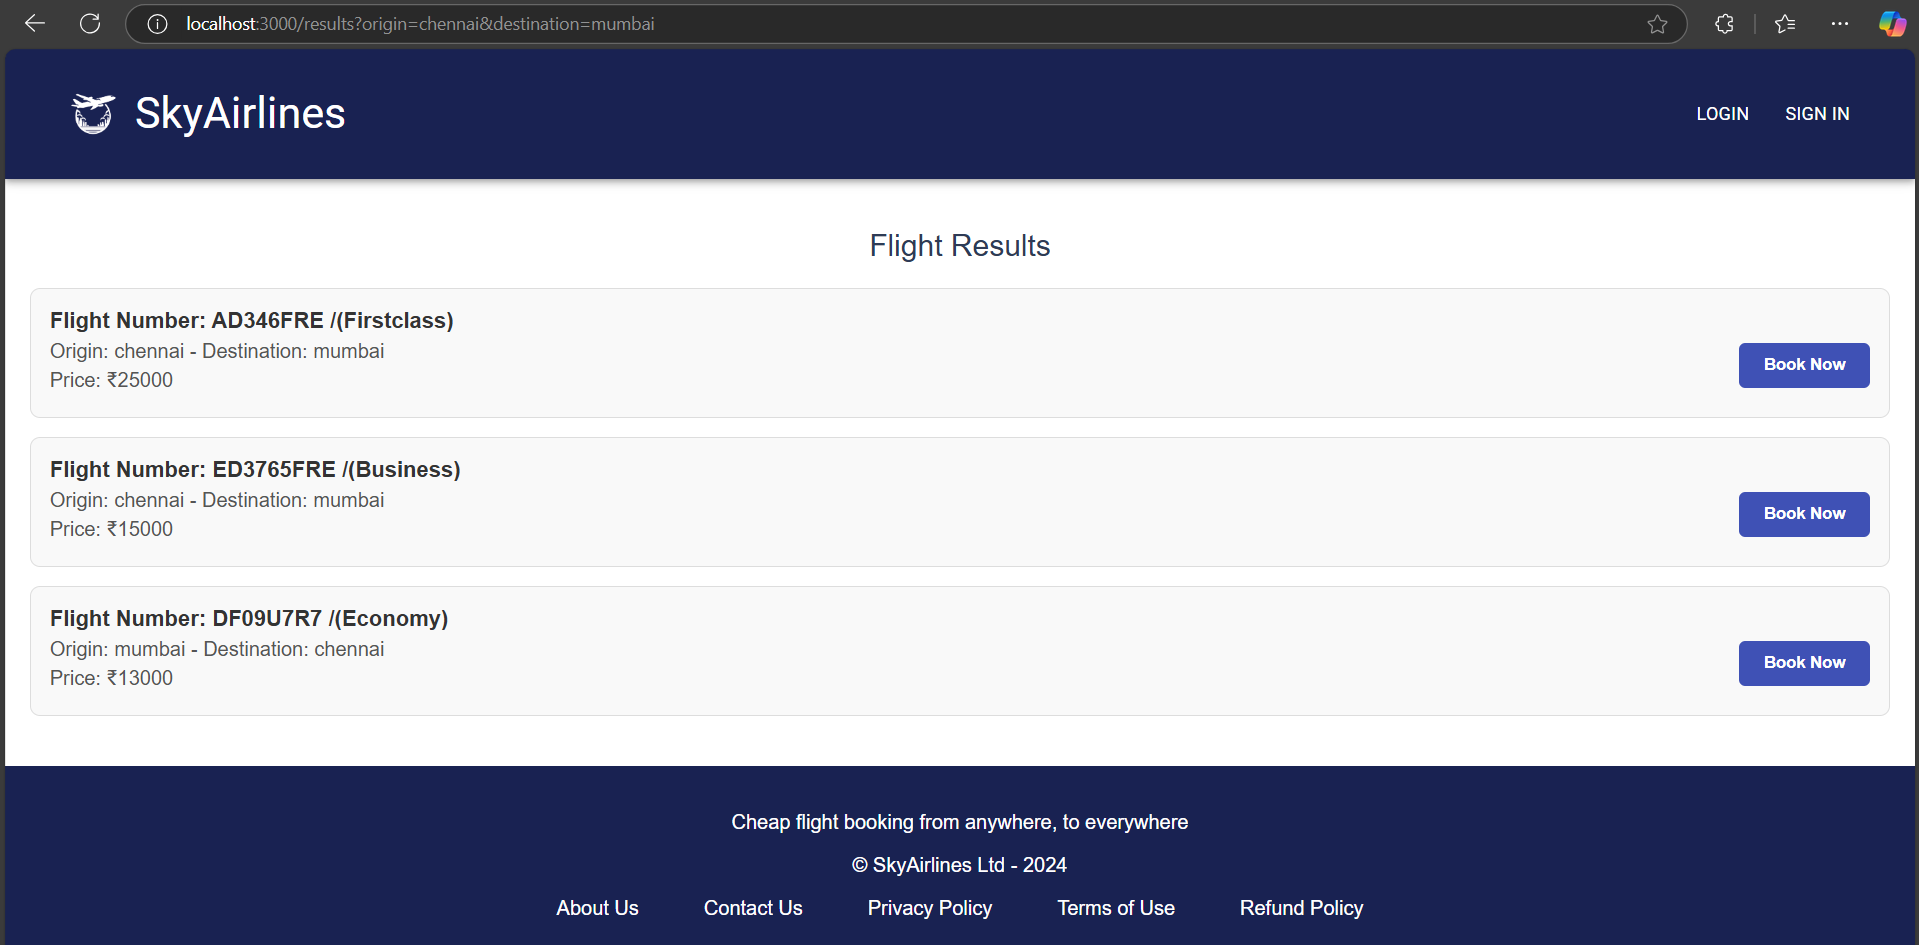 localhost:3000/results?origin=chennai&destination=mumbai
SkyAirlines
LOGIN SIGN IN
Flight Results
Flight Number: AD346FRE /(Firstclass)
Origin: chennai - Destination: mumbai
Price: ₹25000
Book Now
Flight Number: ED3765FRE /(Business)
Origin: chennai - Destination: mumbai
Price: ₹15000
Book Now
Flight Number: DF09U7R7 /(Economy)
Origin: mumbai - Destination: chennai
Price: ₹13000
Book Now
Cheap flight booking from anywhere, to everywhere
© SkyAirlines Ltd - 2024
About Us Contact Us Privacy Policy Terms of Use Refund Policy